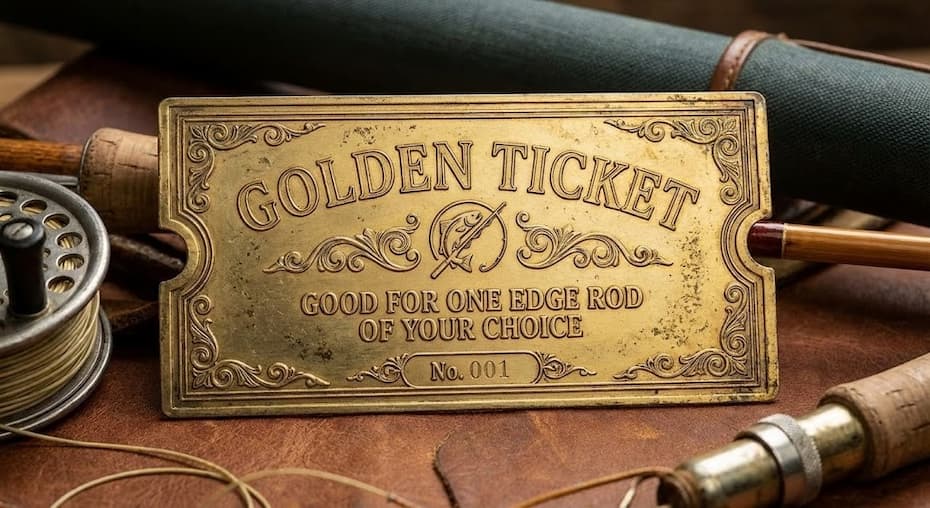 GOLDEN TICKET
GOOD FOR ONE EDGE ROD
OF YOUR CHOICE
No. 001